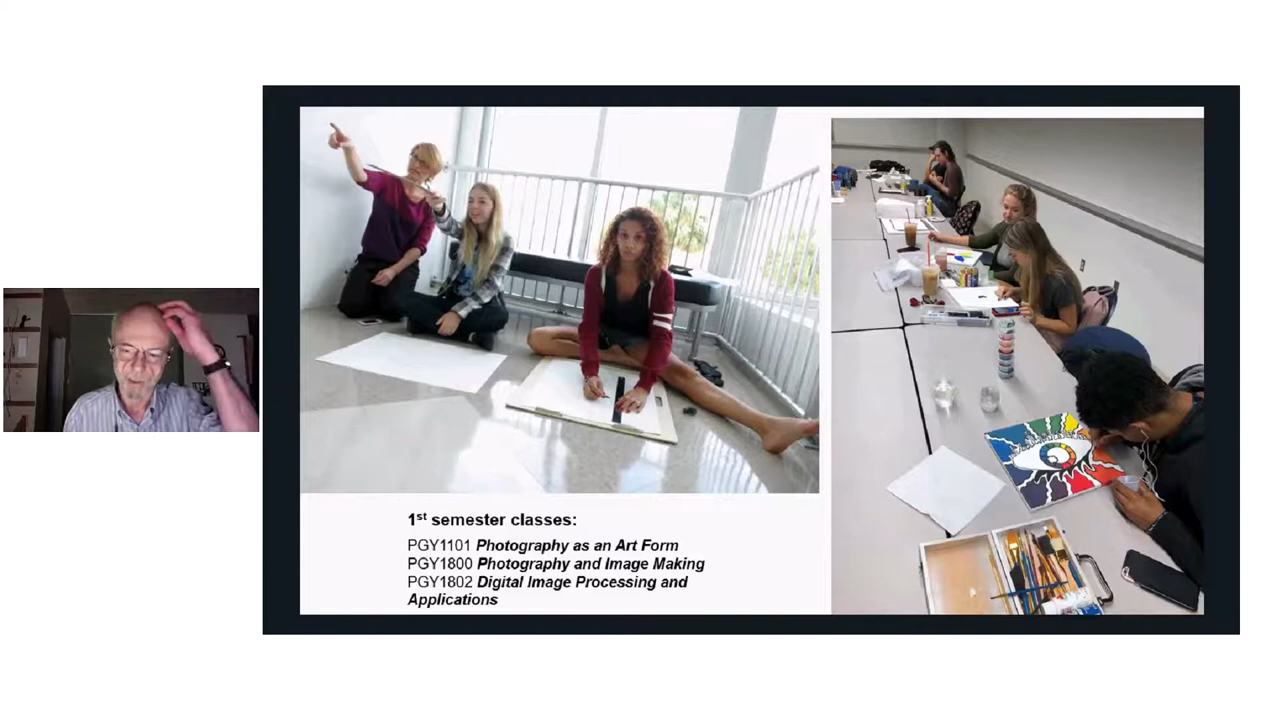 1st semester classes:
PGY1101 Photography as an Art Form
PGY1800 Photography and Image Making
PGY1802 Digital Image Processing and
Applications